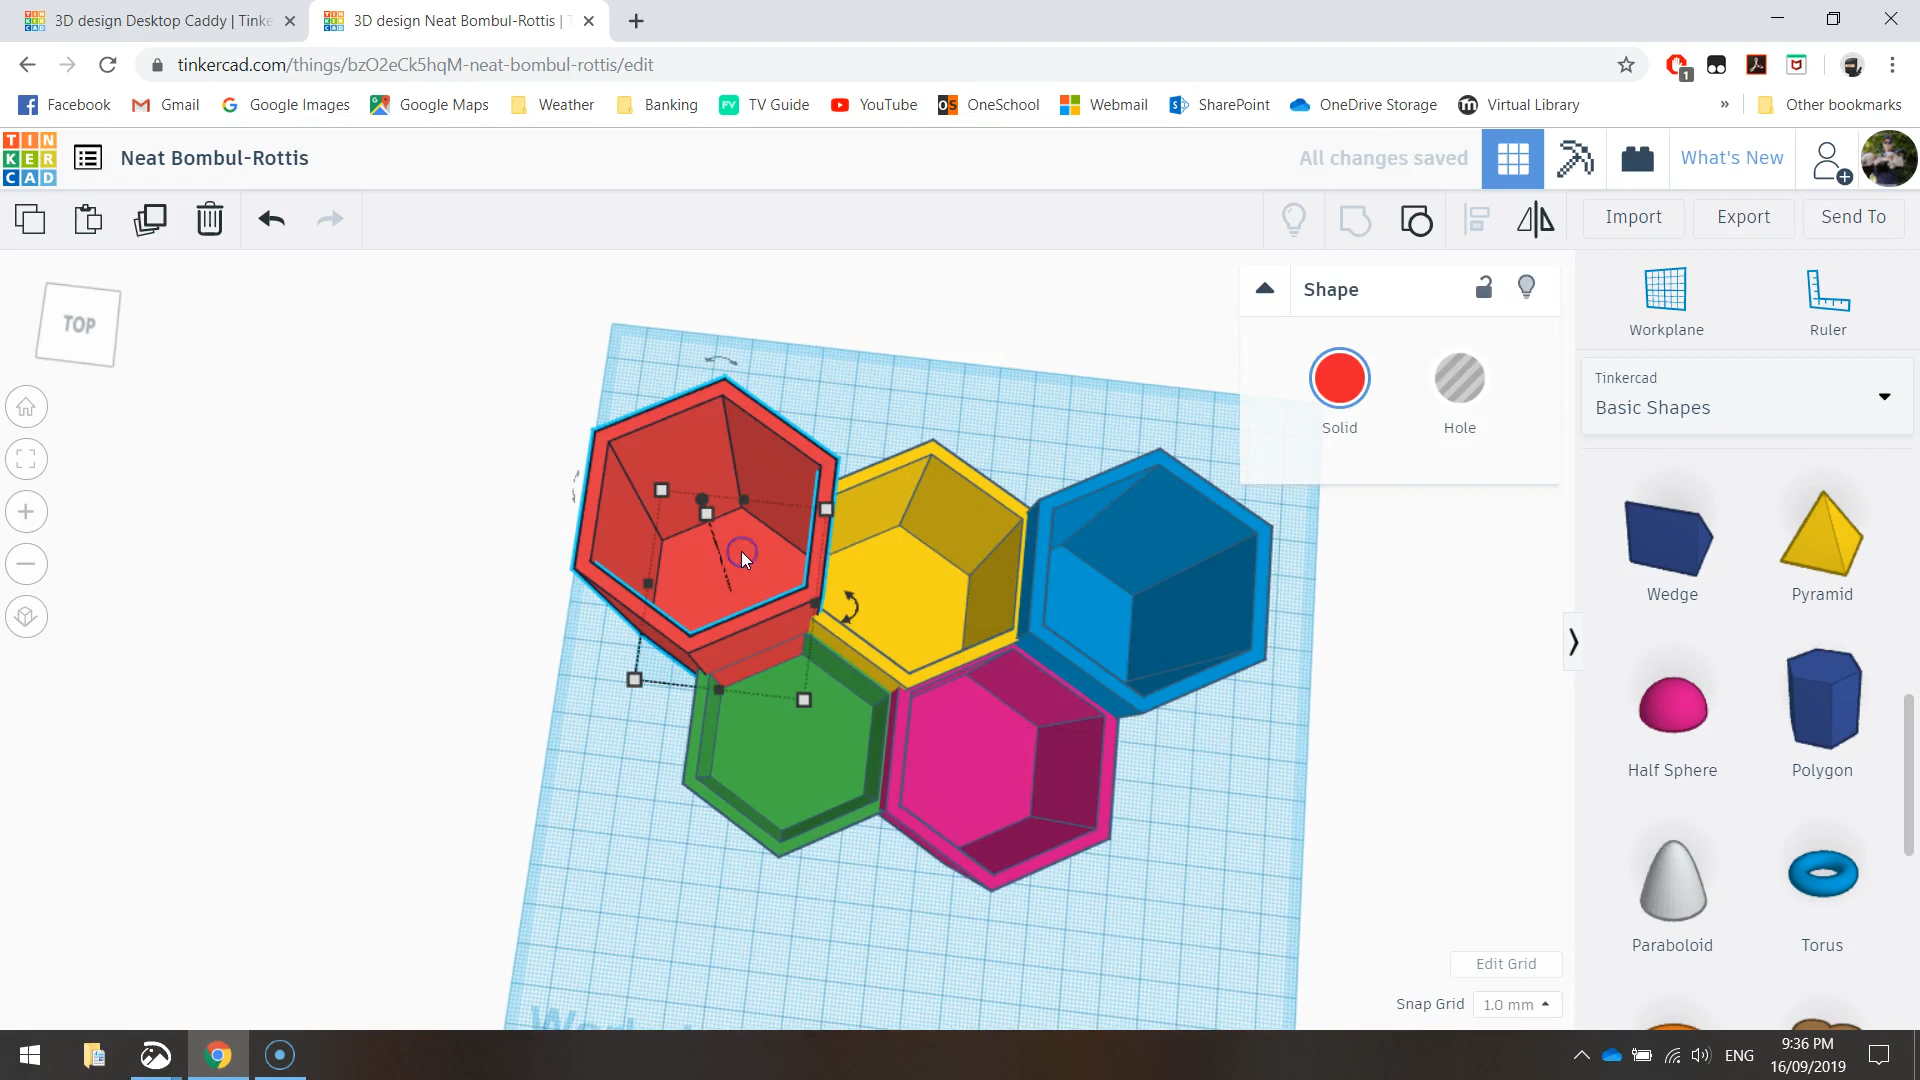 3D design Desktop Caddy | Tinke
3D design Neat Bombul-Rottis | T
tinkercad.com/things/bzO2eCk5hqM-neat-bombul-rottis/edit
1
Facebook Gmail Google Images Google Maps Weather Banking TV Guide YouTube OneSchool Webmail SharePoint OneDrive Storage Virtual Library » Other bookmarks
TIN
KER
CAD
Neat Bombul-Rottis
All changes saved
What's New
Import
Export
Send To
TOP
Shape
Solid
Hole
Workplane
Ruler
Tinkercad
Basic Shapes
Wedge
Pyramid
Half Sphere
Polygon
Paraboloid
Torus
Edit Grid
Snap Grid 1.0 mm
ENG
9:36 PM
16/09/2019